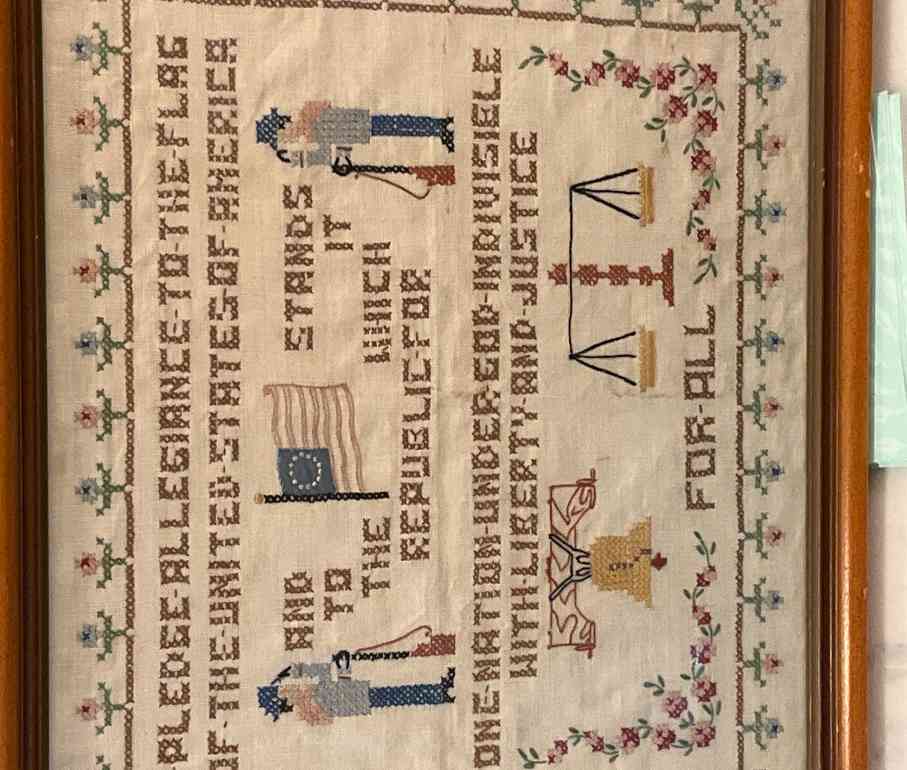 PLEDGE-ALLEGIANCE-TO-THE-FLAG
F-THE-UNITED-STATES-OF-AMERICA
AND
TO
THE
REPUBLIC-FOR
WHICH
IT
STANDS
ONE-NATION-UNDER-GOD-INDIVISIBLE
WITH-LIBERTY-AND-JUSTICE
FOR-ALL